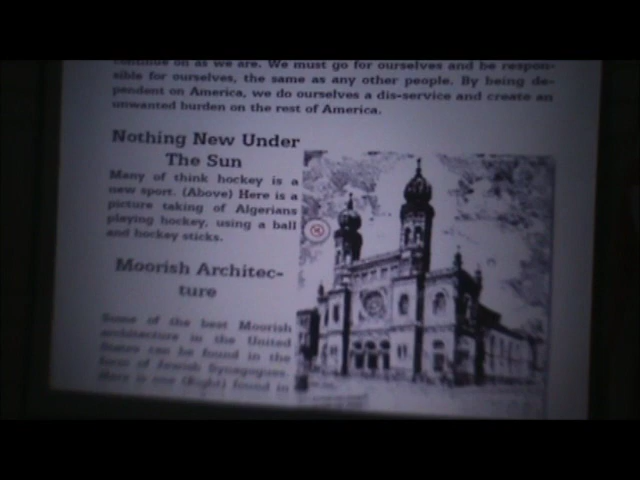 continue on as we are. We must go for ourselves and be respon-
sible for ourselves, the same as any other people. By being de-
pendent on America, we do ourselves a dis-service and create an
unwanted burden on the rest of America.
Nothing New Under
The Sun
Many of think hockey is a
new sport. (Above) Here is a
picture taking of Algerians
playing hockey, using a ball
and hockey sticks.
Moorish Architec-
ture
Some of the best Moorish
architecture in the United
States can be found in the
form of Jewish Synagogues.
Here is one (Right) found in